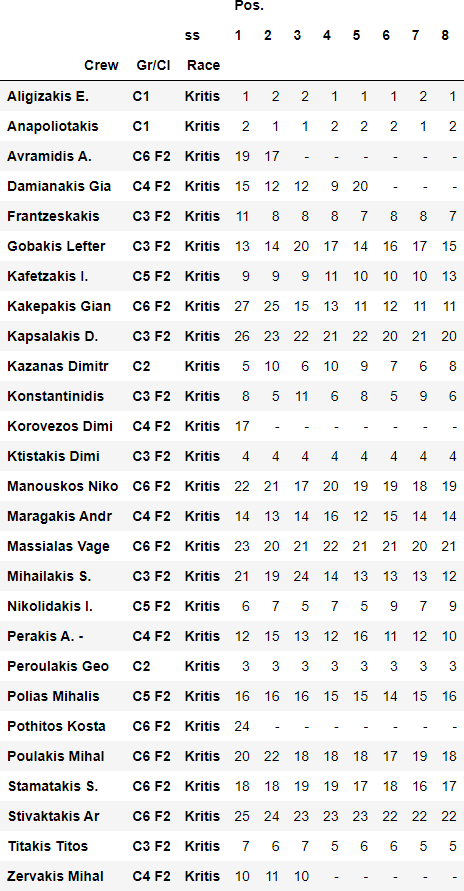 Pos.
ss 1 2 3 4 5 6 7 8
Crew Gr/Cl Race
Aligizakis E. C1 Kritis 1 2 2 1 1 1 2 1
Anapoliotakis C1 Kritis 2 1 1 2 2 2 1 2
Avramidis A. C6 F2 Kritis 19 17 - - - - - -
Damianakis Gia C4 F2 Kritis 15 12 12 9 20 - - -
Frantzeskakis C3 F2 Kritis 11 8 8 8 7 8 8 7
Gobakis Lefter C3 F2 Kritis 13 14 20 17 14 16 17 15
Kafetzakis I. C5 F2 Kritis 9 9 9 11 10 10 10 13
Kakepakis Gian C6 F2 Kritis 27 25 15 13 11 12 11 11
Kapsalakis D. C3 F2 Kritis 26 23 22 21 22 20 21 20
Kazanas Dimitr C2 Kritis 5 10 6 10 9 7 6 8
Konstantinidis C3 F2 Kritis 8 5 11 6 8 5 9 6
Korovezos Dimi C4 F2 Kritis 17 - - - - - - -
Ktistakis Dimi C3 F2 Kritis 4 4 4 4 4 4 4 4
Manouskos Niko C6 F2 Kritis 22 21 17 20 19 19 18 19
Maragakis Andr C4 F2 Kritis 14 13 14 16 12 15 14 14
Massialas Vage C6 F2 Kritis 23 20 21 22 21 21 20 21
Mihailakis S. C3 F2 Kritis 21 19 24 14 13 13 13 12
Nikolidakis I. C5 F2 Kritis 6 7 5 7 5 9 7 9
Perakis A. - C4 F2 Kritis 12 15 13 12 16 11 12 10
Peroulakis Geo C2 Kritis 3 3 3 3 3 3 3 3
Polias Mihalis C5 F2 Kritis 16 16 16 15 15 14 15 16
Pothitos Kosta C6 F2 Kritis 24 - - - - - - -
Poulakis Mihal C6 F2 Kritis 20 22 18 18 18 17 19 18
Stamatakis S. C6 F2 Kritis 18 18 19 19 17 18 16 17
Stivaktakis Ar C6 F2 Kritis 25 24 23 23 23 22 22 22
Titakis Titos C3 F2 Kritis 7 6 7 5 6 6 5 5
Zervakis Mihal C4 F2 Kritis 10 11 10 - - - - -